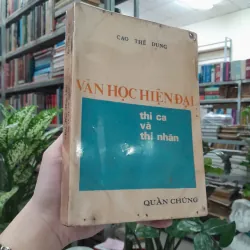 CAO THẾ DUNG
VĂN HỌC HIỆN ĐẠI
thi ca
và
thi nhân
QUẦN CHÚNG